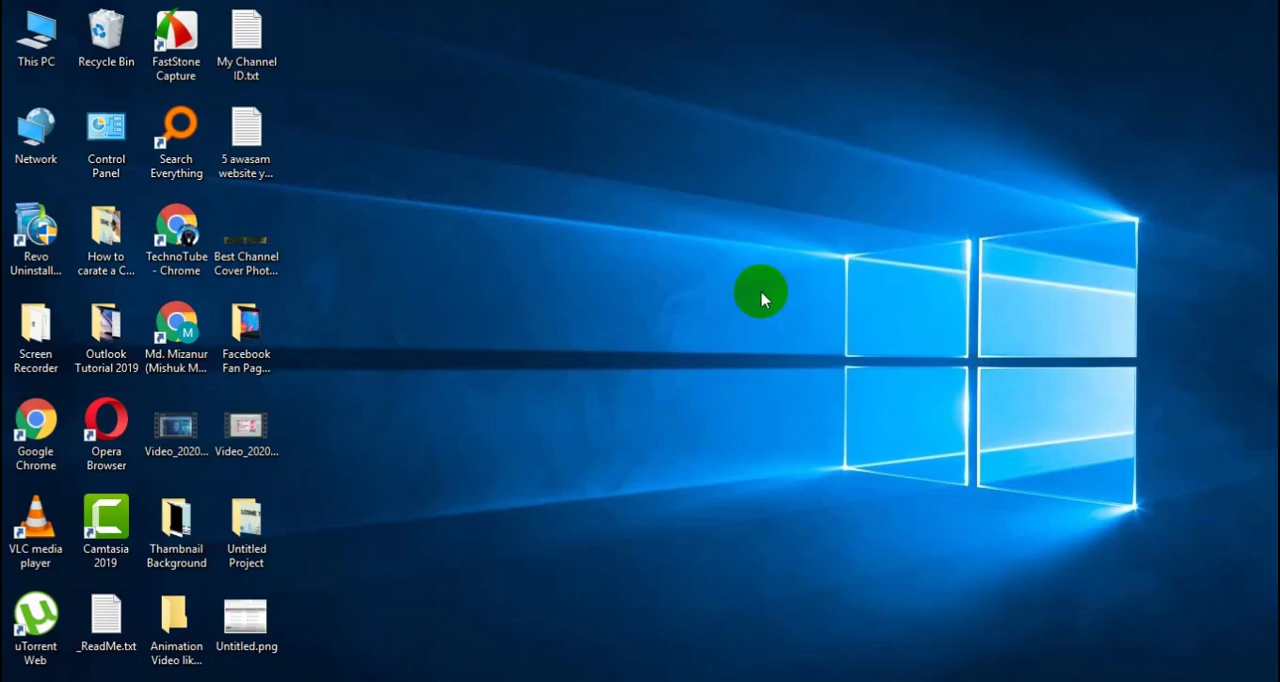 This PC
Recycle Bin
FastStone
Capture
My Channel
ID.txt
Network
Control
Panel
Search
Everything
5 awasam
website y...
Revo
Uninstall...
How to
carate a C...
TechnoTube
- Chrome
Best Channel
Cover Phot...
Screen
Recorder
Outlook
Tutorial 2019
M
Md. Mizanur
(Mishuk M...
Facebook
Fan Pag...
Google
Chrome
Opera
Browser
Video_2020...
Video_2020...
VLC media
player
Camtasia
2019
Thambnail
Background
Untitled
Project
uTorrent
Web
_ReadMe.txt
Animation
Video lik...
Untitled.png